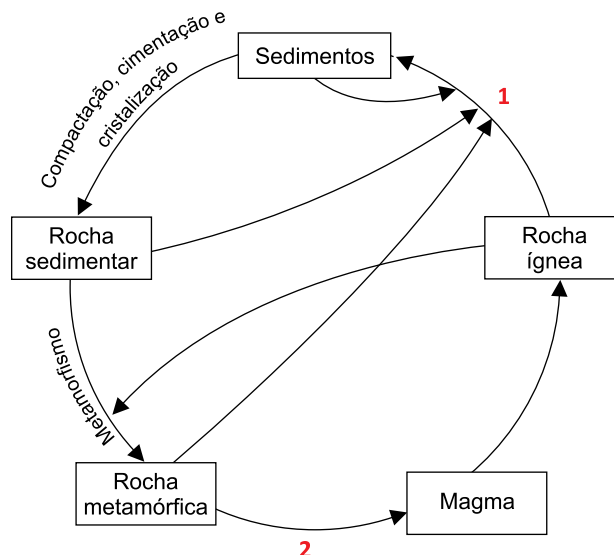 Sedimentos
1
Compactação, cimentação e
cristalização
Rocha
sedimentar
Rocha
ígnea
Metamorfismo
Rocha
metamórfica
Magma
2